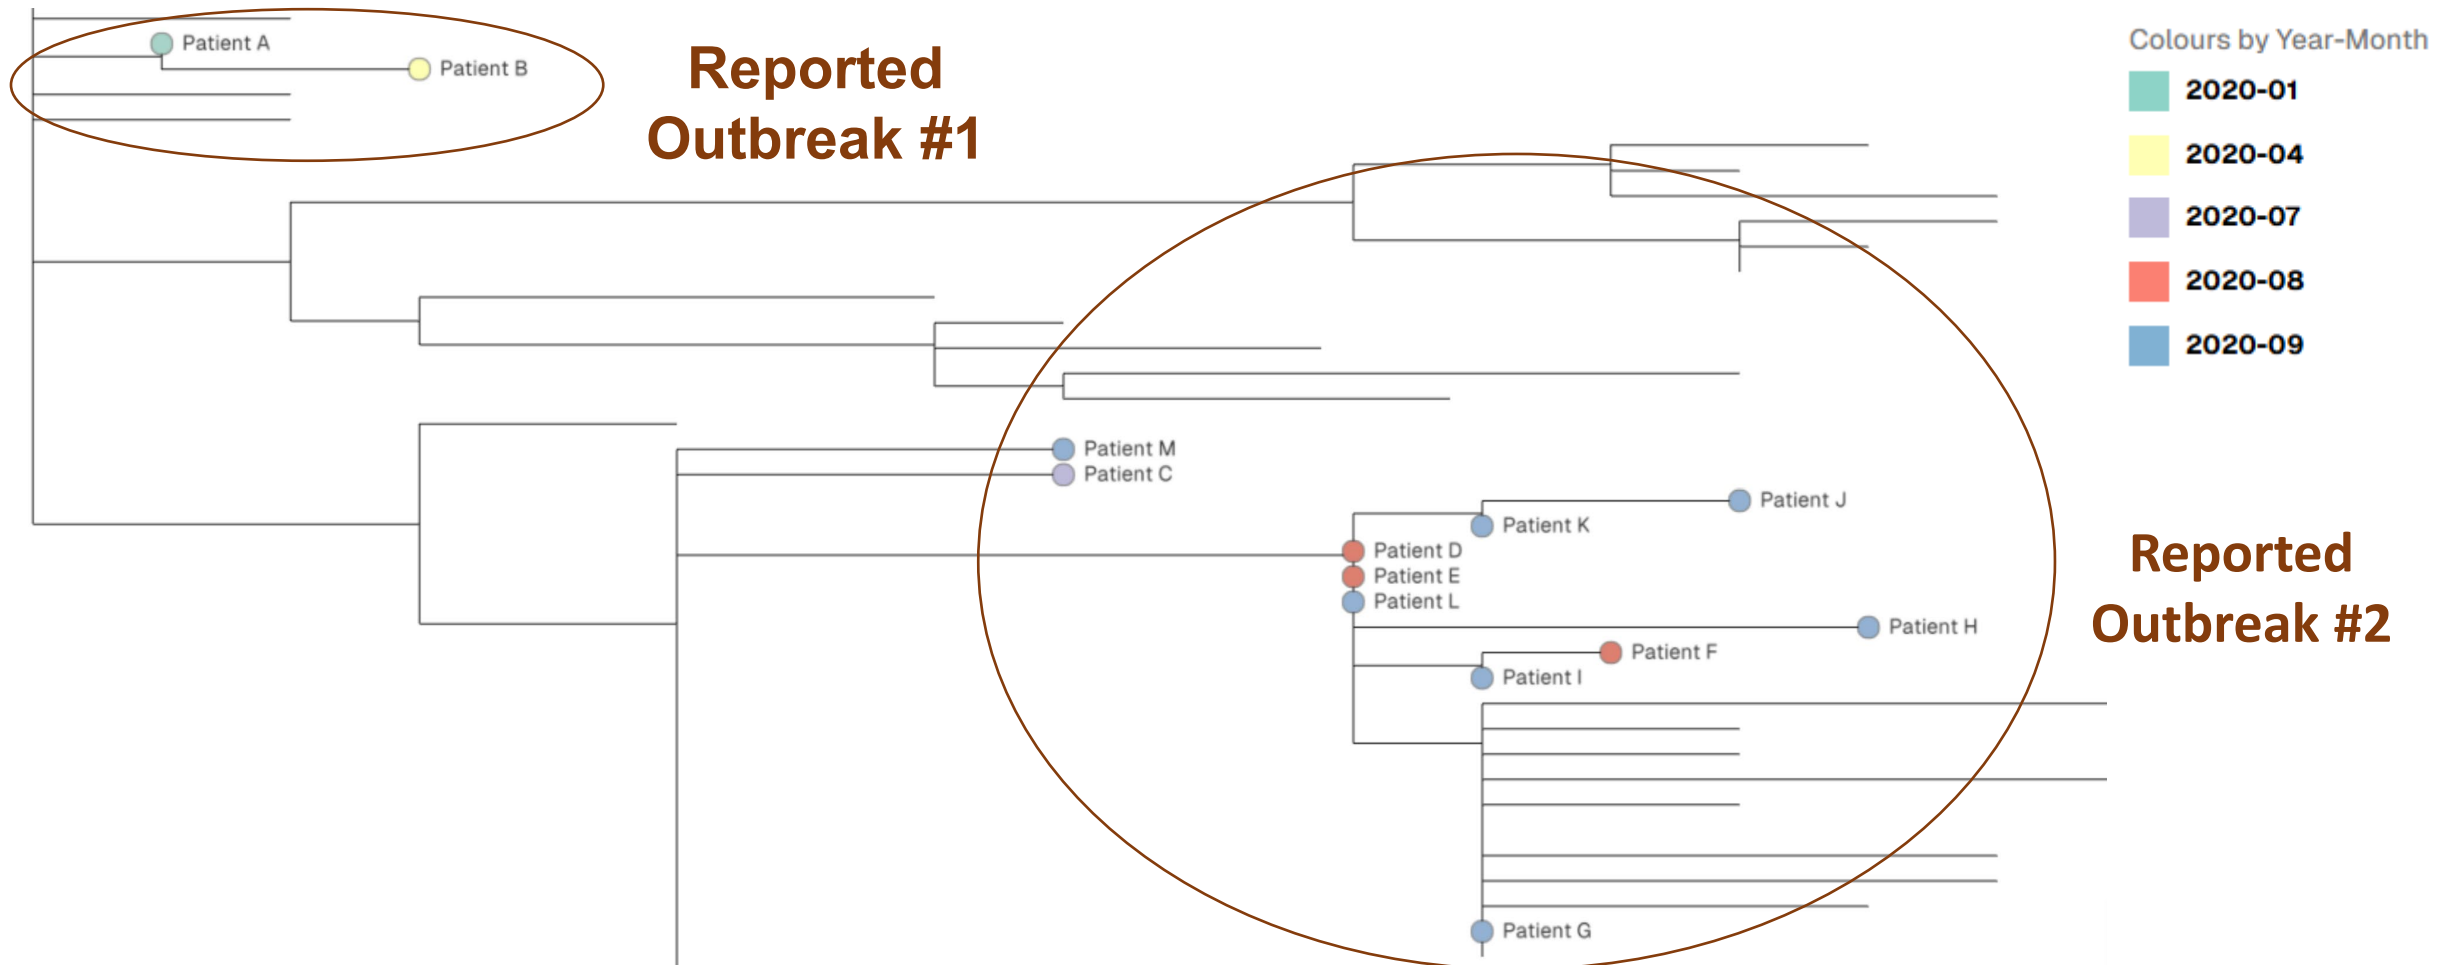 Patient A
Patient B
Reported
Outbreak #1
Colours by Year-Month
2020-01
2020-04
2020-07
2020-08
2020-09
Patient M
Patient C
Patient J
Patient K
Patient D
Patient E
Patient L
Patient H
Patient F
Patient I
Reported
Outbreak #2
Patient G